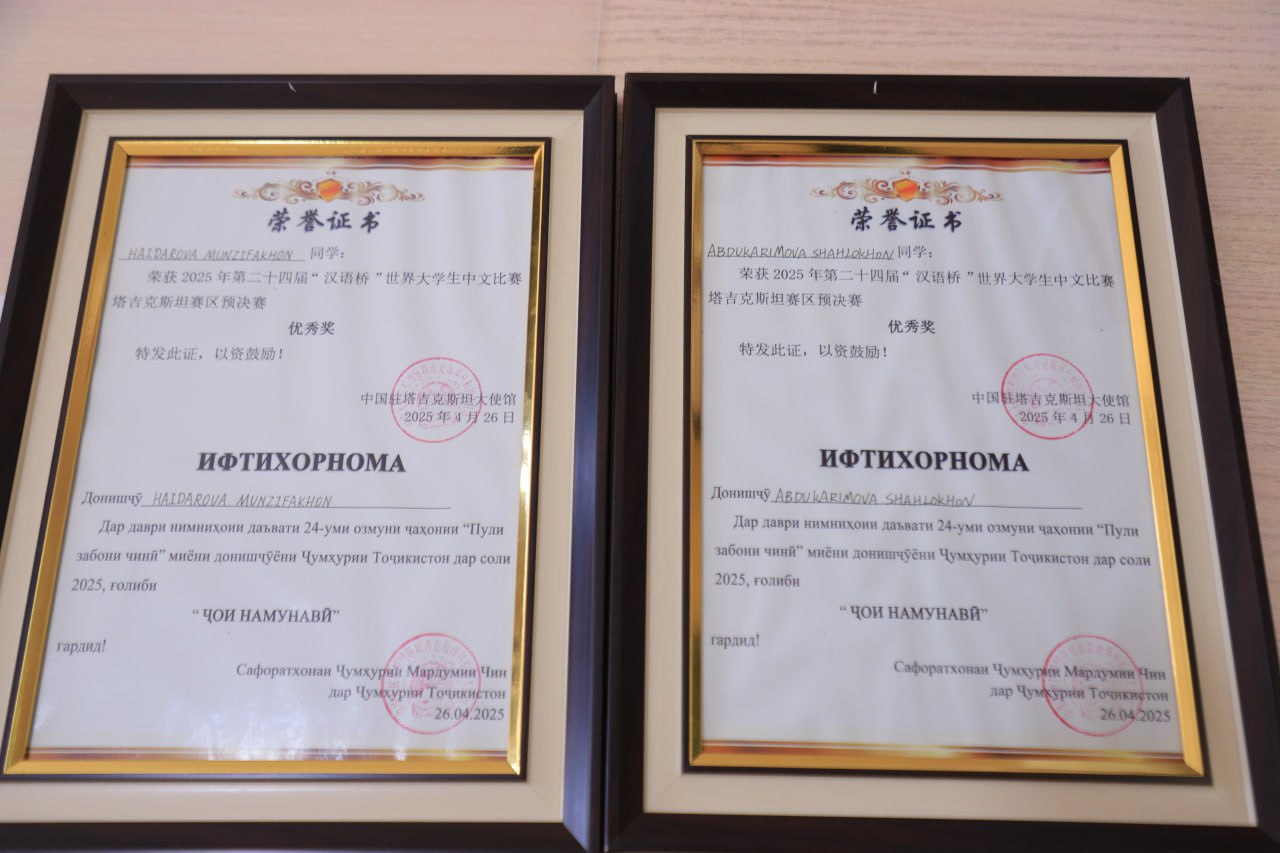 荣誉证书
HAIDAROVA MUNZIFAKHON 同学：
荣获 2025 年第二十四届“汉语桥”世界大学生中文比赛
塔吉克斯坦赛区预决赛
优秀奖
特发此证，以资鼓励！
中国驻塔吉克斯坦大使馆
2025 年 4 月 26 日
ИФТИХОРНОМА
Донишҷӯ HAIDAROVA MUNZIFAKHON
Дар даври нимниҳоии даъвати 24-уми озмуни ҷаҳонии “Пули
забони чинӣ” миёни донишҷӯёни Ҷумҳурии Тоҷикистон дар соли
2025, ғолиби
“ ҶОИ НАМУНАВӢ”
гардид!
Сафоратхонаи Ҷумҳурии Мардумии Чин
дар Ҷумҳурии Тоҷикистон
26.04.2025
荣誉证书
ABDUKARIMOVA SHAHLOKHON 同学：
荣获 2025 年第二十四届“汉语桥”世界大学生中文比赛
塔吉克斯坦赛区预决赛
优秀奖
特发此证，以资鼓励！
中国驻塔吉克斯坦大使馆
2025 年 4 月 26 日
ИФТИХОРНОМА
Донишҷӯ ABDUKARIMOVA SHAHLOKHON
Дар даври нимниҳоии даъвати 24-уми озмуни ҷаҳонии “Пули
забони чинӣ” миёни донишҷӯёни Ҷумҳурии Тоҷикистон дар соли
2025, ғолиби
“ ҶОИ НАМУНАВӢ”
гардид!
Сафоратхонаи Ҷумҳурии Мардумии Чин
дар Ҷумҳурии Тоҷикистон
26.04.2025